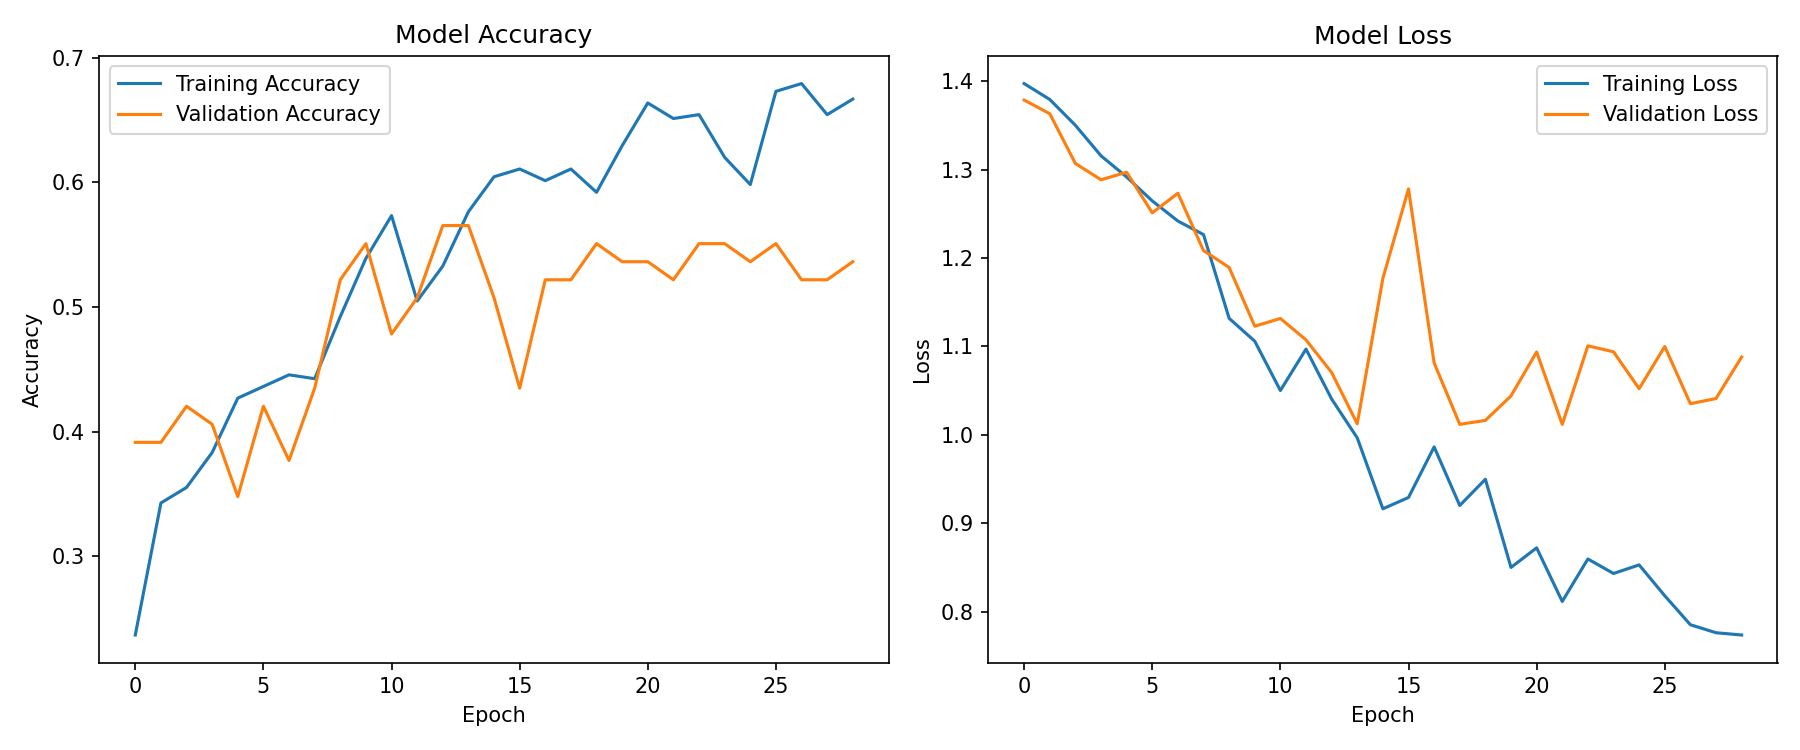 Model Accuracy
Training Accuracy
Validation Accuracy
0.7
0.6
0.5
0.4
0.3
Accuracy
0 5 10 15 20 25
Epoch
Model Loss
Training Loss
Validation Loss
1.4
1.3
1.2
1.1
1.0
0.9
0.8
Loss
0 5 10 15 20 25
Epoch